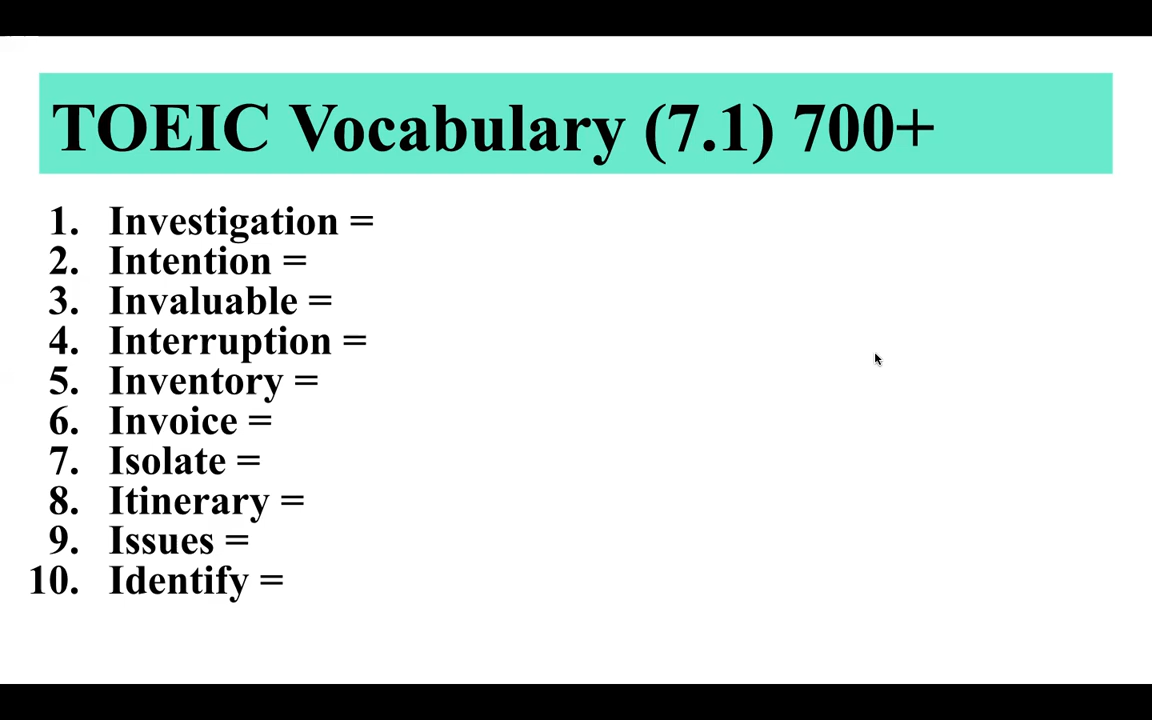 TOEIC Vocabulary (7.1) 700+
1. Investigation =
2. Intention =
3. Invaluable =
4. Interruption =
5. Inventory =
6. Invoice =
7. Isolate =
8. Itinerary =
9. Issues =
10. Identify =